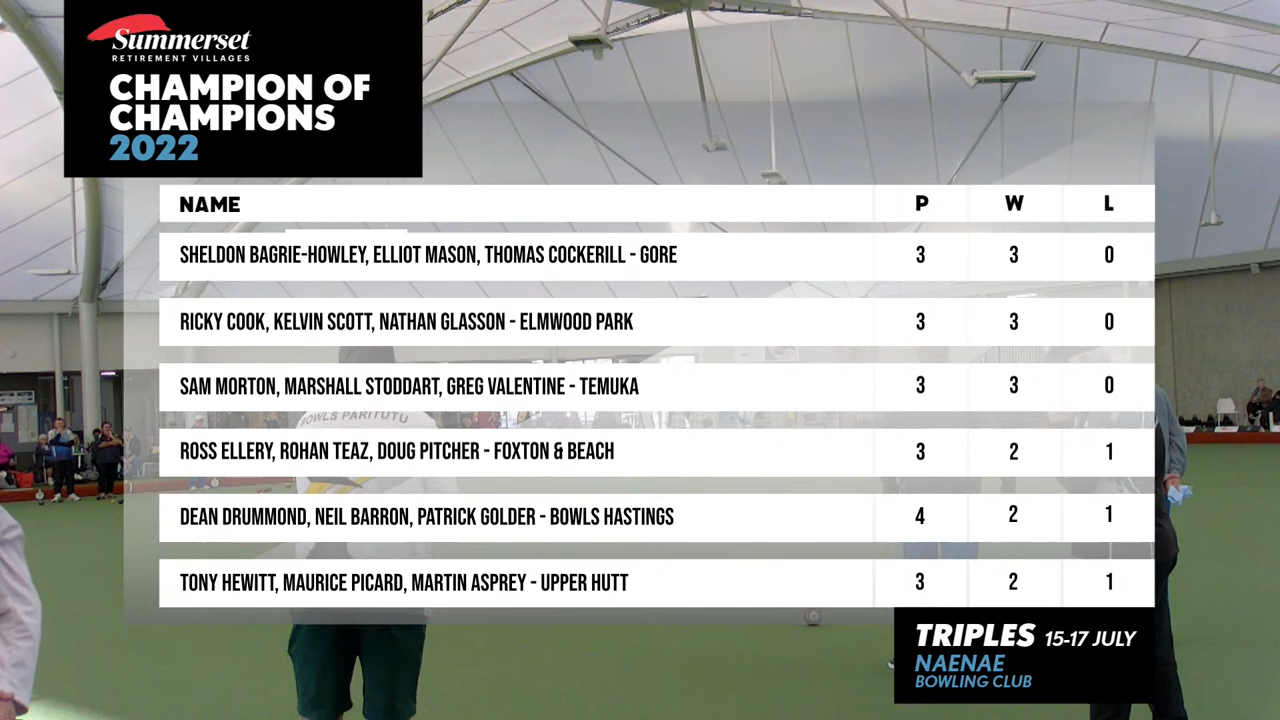 Summerset
RETIREMENT VILLAGES
CHAMPION OF
CHAMPIONS
2022
NAME P W L
SHELDON BAGRIE-HOWLEY, ELLIOT MASON, THOMAS COCKERILL - GORE 3 3 0
RICKY COOK, KELVIN SCOTT, NATHAN GLASSON - ELMWOOD PARK 3 3 0
SAM MORTON, MARSHALL STODDART, GREG VALENTINE - TEMUKA 3 3 0
BOWLS PARITUTU
ROSS ELLERY, ROHAN TEAZ, DOUG PITCHER - FOXTON & BEACH 3 2 1
DEAN DRUMMOND, NEIL BARRON, PATRICK GOLDER - BOWLS HASTINGS 4 2 1
TONY HEWITT, MAURICE PICARD, MARTIN ASPREY - UPPER HUTT 3 2 1
TRIPLES 15-17 JULY
NAENAE
BOWLING CLUB